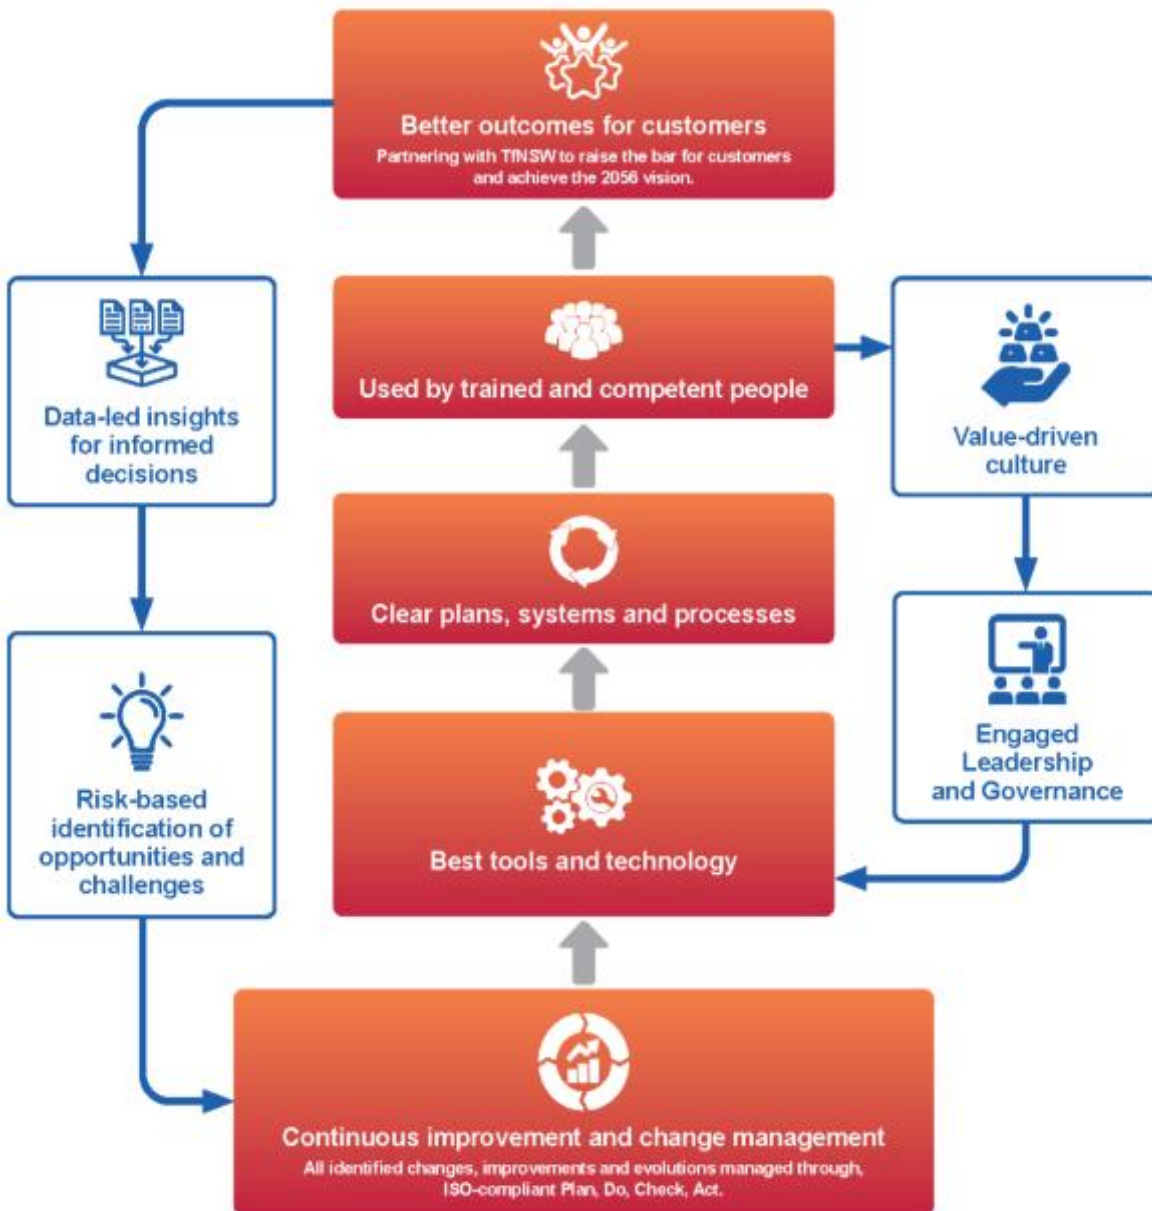 Better outcomes for customers
Partnering with TfNSW to raise the bar for customers
and achieve the 2056 vision.
Data-led insights
for informed
decisions
Used by trained and competent people
Value-driven
culture
Clear plans, systems and processes
Risk-based
identification of
opportunities and
challenges
Best tools and technology
Engaged
Leadership
and Governance
Continuous improvement and change management
All identified changes, improvements and evolutions managed through,
ISO-compliant Plan, Do, Check, Act.